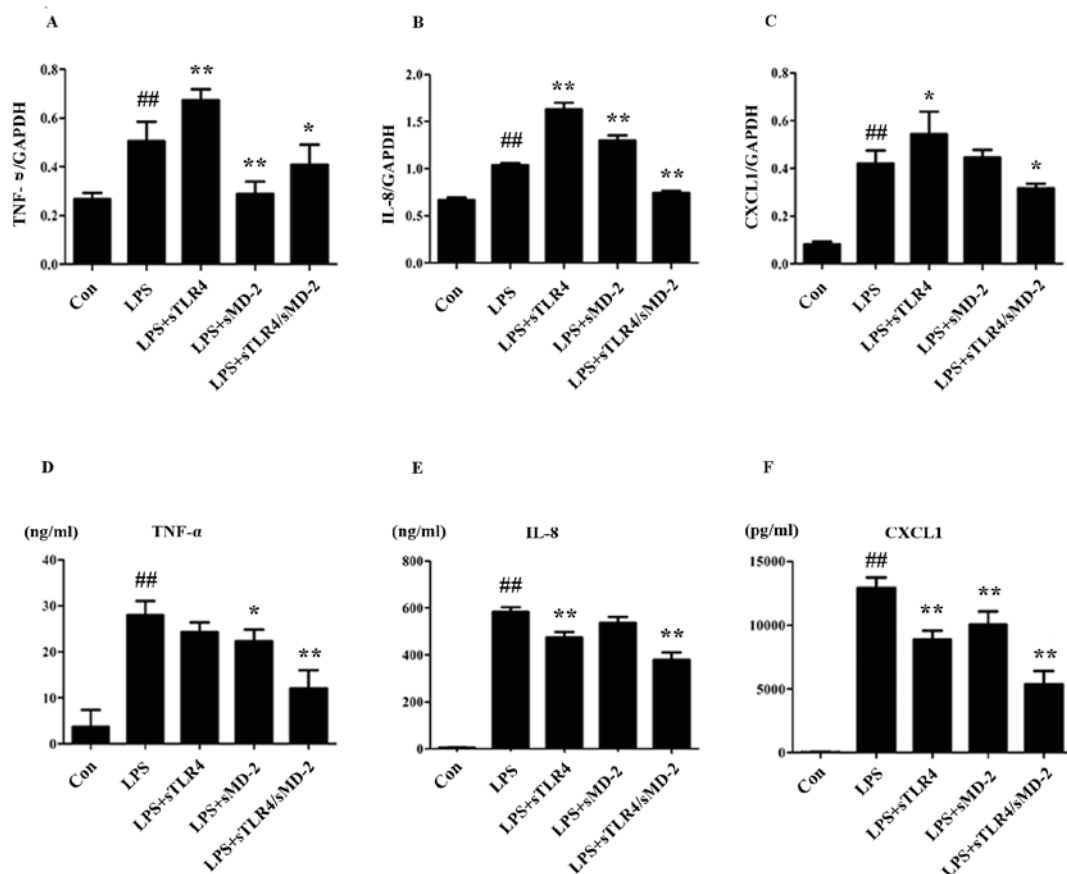 A
TNF-α/GAPDH
0.8
0.6
0.4
0.2
0.0
##
**
**
*
Con
LPS
LPS+sTLR4
LPS+sMD-2
LPS+sTLR4/sMD-2
B
IL-8/GAPDH
2.0
1.5
1.0
0.5
0.0
##
**
**
**
Con
LPS
LPS+sTLR4
LPS+sMD-2
LPS+sTLR4/sMD-2
C
CXCL1/GAPDH
0.8
0.6
0.4
0.2
0.0
##
*
*
Con
LPS
LPS+sTLR4
LPS+sMD-2
LPS+sTLR4/sMD-2
D
(ng/ml)
TNF-α
40
30
20
10
0
##
*
**
Con
LPS
LPS+sTLR4
LPS+sMD-2
LPS+sTLR4/sMD-2
E
(ng/ml)
IL-8
800
600
400
200
0
##
**
**
Con
LPS
LPS+sTLR4
LPS+sMD-2
LPS+sTLR4/sMD-2
F
(pg/ml)
CXCL1
15000
10000
5000
0
##
**
**
**
Con
LPS
LPS+sTLR4
LPS+sMD-2
LPS+sTLR4/sMD-2